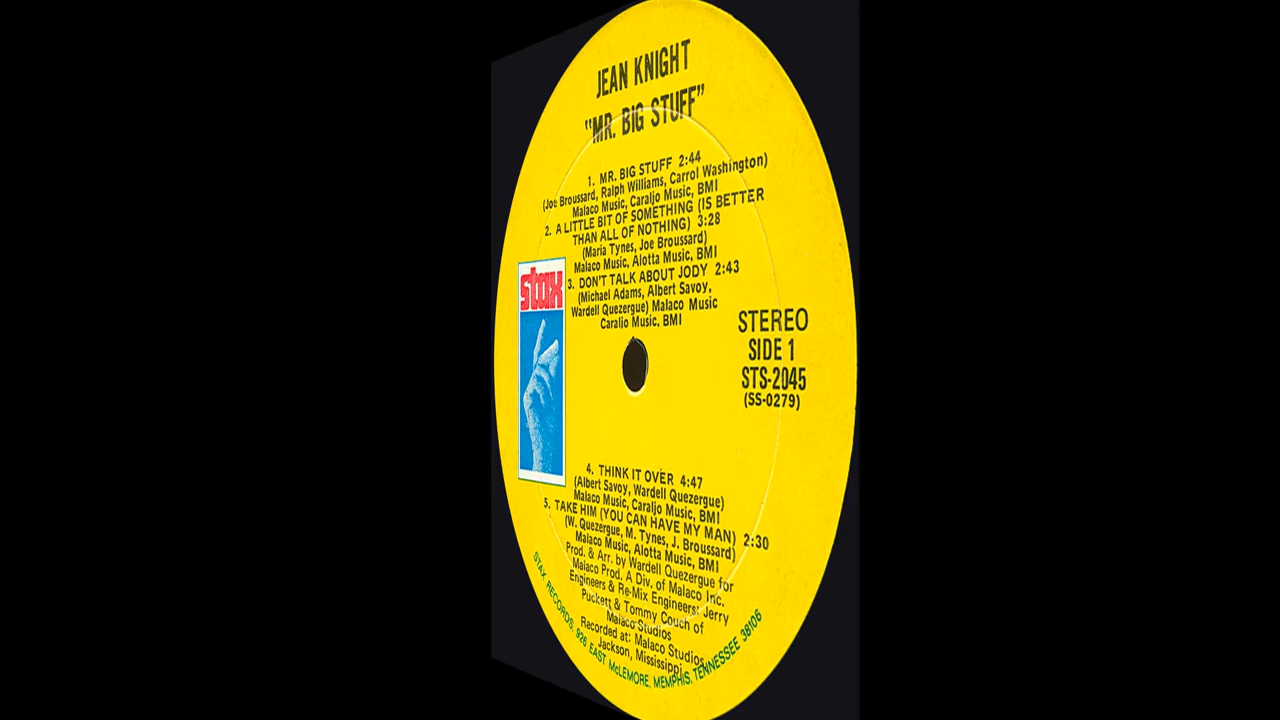 JEAN KNIGHT
"MR. BIG STUFF"
1. MR. BIG STUFF 2:44
(Joe Broussard, Ralph Williams, Carrol Washington)
Malaco Music, Caraljo Music, BMI
2. A LITTLE BIT OF SOMETHING (IS BETTER
THAN ALL OF NOTHING) 3:28
(Maria Tynes, Joe Broussard)
Malaco Music, Alotta Music, BMI
3. DON'T TALK ABOUT JODY 2:43
(Michael Adams, Albert Savoy,
Wardell Quezergue) Malaco Music
Caraljo Music, BMI
stax
STEREO
SIDE 1
STS-2045
(SS-0279)
4. THINK IT OVER 4:47
(Albert Savoy, Wardell Quezergue)
Malaco Music, Caraljo Music, BMI
5. TAKE HIM (YOU CAN HAVE MY MAN) 2:30
(W. Quezergue, M. Tynes, J. Broussard)
Malaco Music, Alotta Music, BMI
Prod. & Arr. by Wardell Quezergue for
Malaco Prod. A Div. of Malaco Inc.
Engineers & Re-Mix Engineers: Jerry
Puckett & Tommy Couch of
Malaco Studios
Recorded at: Malaco Studios,
Jackson, Mississippi
STAX RECORDS, 926 EAST McLEMORE, MEMPHIS, TENNESSEE 38106